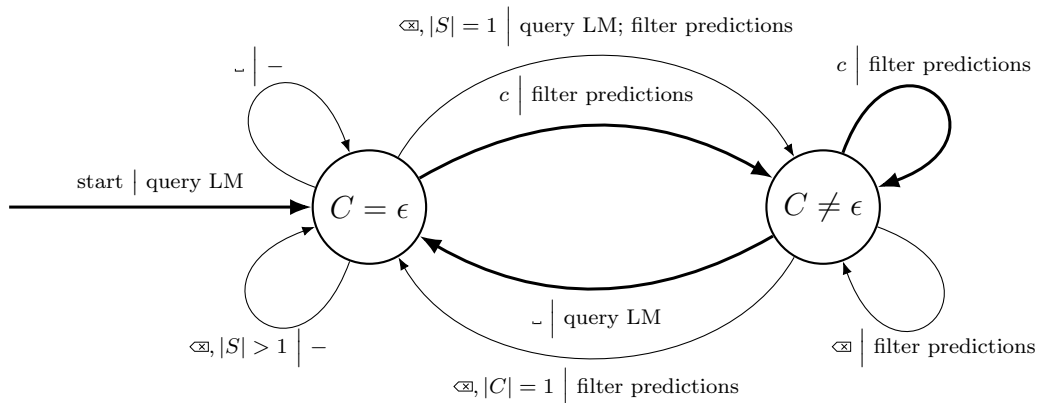 ⌫, |S| = 1 | query LM; filter predictions
␣ | −
c | filter predictions
c | filter predictions
start | query LM
C = ϵ
C ≠ ϵ
␣ | query LM
⌫, |S| > 1 | −
⌫ | filter predictions
⌫, |C| = 1 | filter predictions